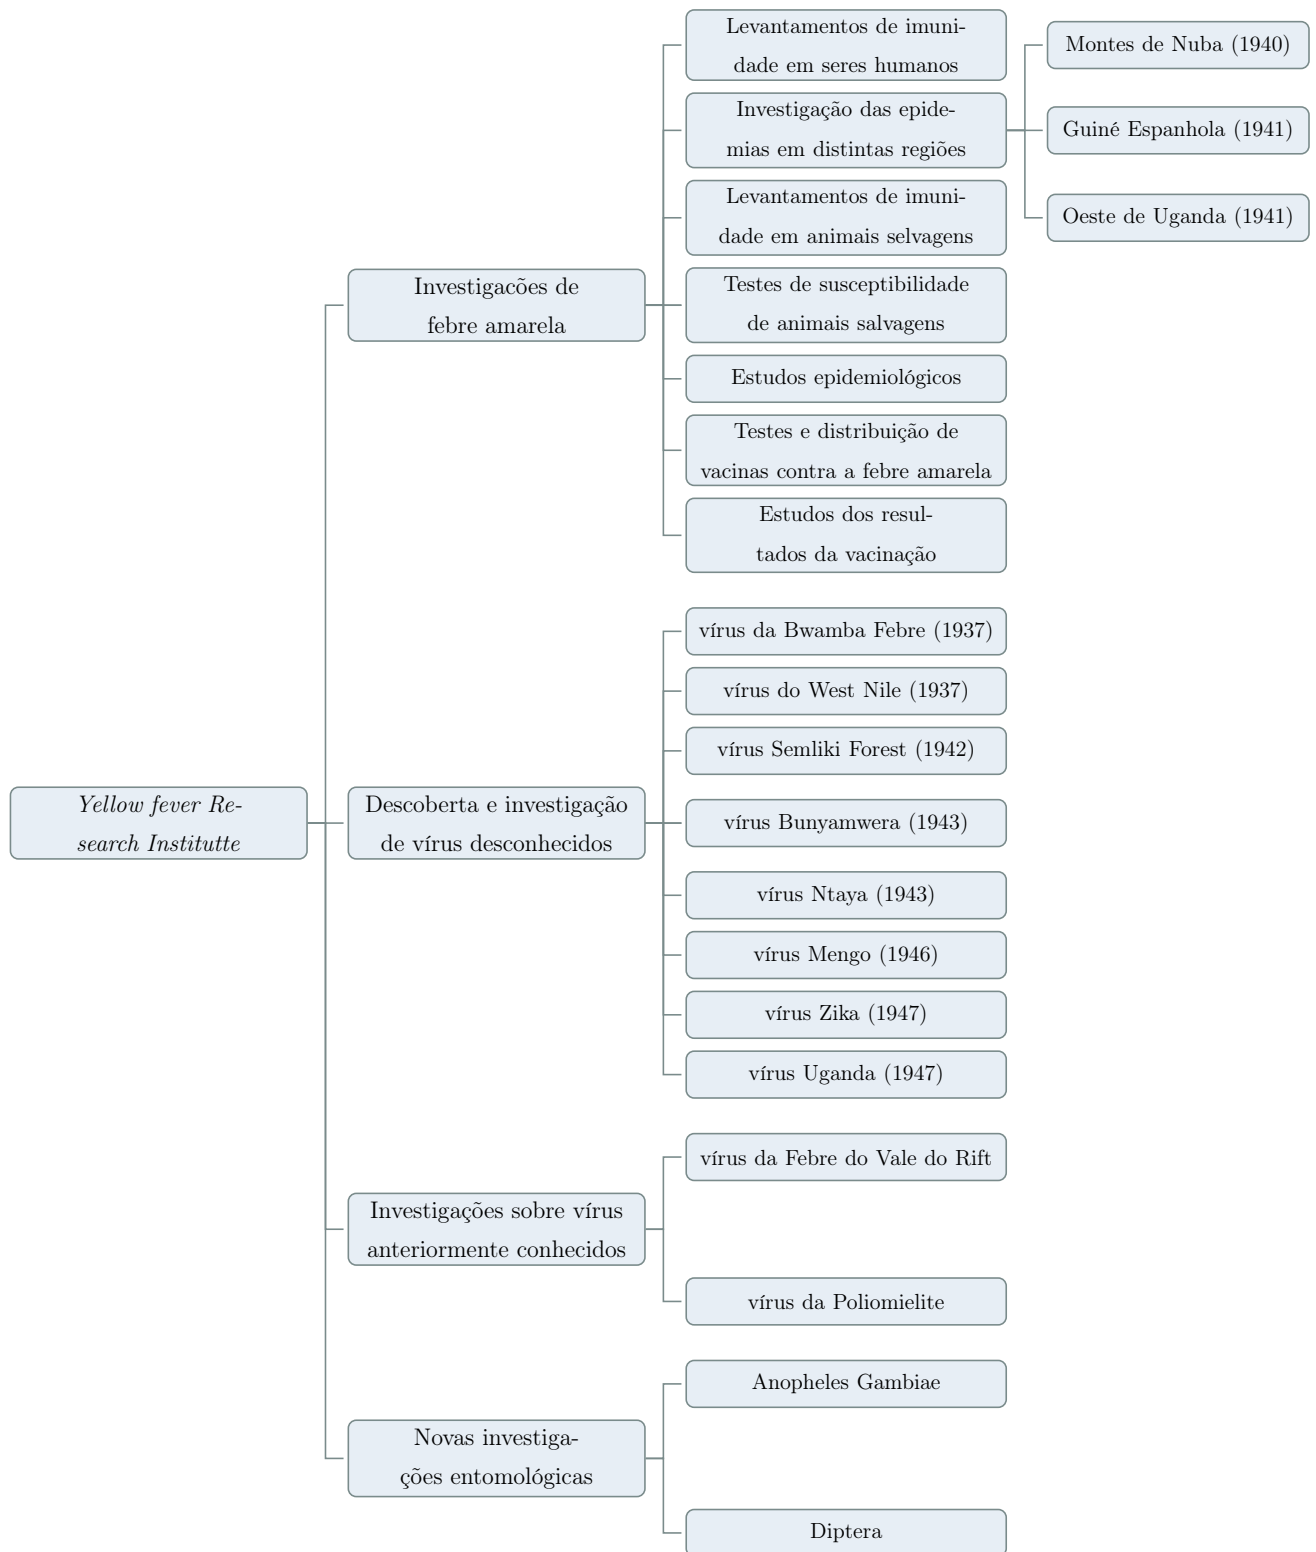 Yellow fever Re-
search Institutte
Investigacões de
febre amarela
Levantamentos de imuni-
dade em seres humanos
Investigação das epide-
mias em distintas regiões
Montes de Nuba (1940)
Guiné Espanhola (1941)
Oeste de Uganda (1941)
Levantamentos de imuni-
dade em animais selvagens
Testes de susceptibilidade
de animais salvagens
Estudos epidemiológicos
Testes e distribuição de
vacinas contra a febre amarela
Estudos dos resul-
tados da vacinação
Descoberta e investigação
de vírus desconhecidos
vírus da Bwamba Febre (1937)
vírus do West Nile (1937)
vírus Semliki Forest (1942)
vírus Bunyamwera (1943)
vírus Ntaya (1943)
vírus Mengo (1946)
vírus Zika (1947)
vírus Uganda (1947)
Investigações sobre vírus
anteriormente conhecidos
vírus da Febre do Vale do Rift
vírus da Poliomielite
Novas investiga-
ções entomológicas
Anopheles Gambiae
Diptera